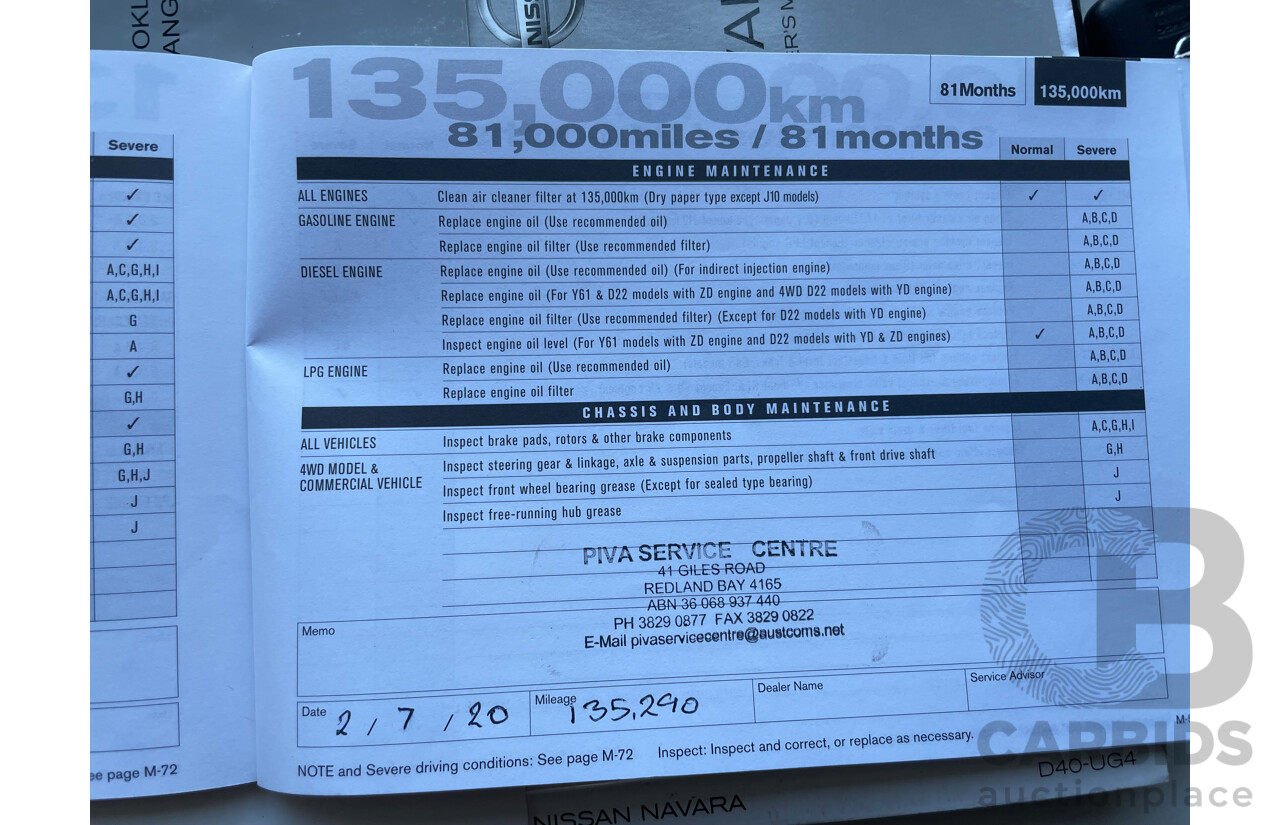 NISS
135,000km
81,000miles / 81months
81Months
135,000km
Normal Severe
ENGINE MAINTENANCE
ALL ENGINES Clean air cleaner filter at 135,000km (Dry paper type except J10 models) ✓ ✓
GASOLINE ENGINE Replace engine oil (Use recommended oil) A,B,C,D
Replace engine oil filter (Use recommended filter) A,B,C,D
DIESEL ENGINE Replace engine oil (Use recommended oil) (For indirect injection engine) A,B,C,D
Replace engine oil (For Y61 & D22 models with ZD engine and 4WD D22 models with YD engine) A,B,C,D
Replace engine oil filter (Use recommended filter) (Except for D22 models with YD engine) A,B,C,D
Inspect engine oil level (For Y61 models with ZD engine and D22 models with YD & ZD engines) ✓ A,B,C,D
LPG ENGINE Replace engine oil (Use recommended oil) A,B,C,D
Replace engine oil filter A,B,C,D
CHASSIS AND BODY MAINTENANCE
ALL VEHICLES Inspect brake pads, rotors & other brake components A,C,G,H,I
4WD MODEL & Inspect steering gear & linkage, axle & suspension parts, propeller shaft & front drive shaft G,H
COMMERCIAL VEHICLE Inspect front wheel bearing grease (Except for sealed type bearing) J
Inspect free-running hub grease J
PIVA SERVICE CENTRE
41 GILES ROAD
REDLAND BAY 4165
ABN 36 068 937 440
PH 3829 0877 FAX 3829 0822
E-Mail pivaservicecentre@austcoms.net
Memo
Date 2 / 7 / 20 Mileage 135,290 Dealer Name Service Advisor
NOTE and Severe driving conditions: See page M-72 Inspect: Inspect and correct, or replace as necessary.
Severe
✓
✓
✓
A,C,G,H,I
A,C,G,H,I
G
A
✓
G,H
✓
G,H
G,H,J
J
J
ee page M-72
NISSAN NAVARA
D40-UG4
CB
CARBIDS
auctionplace